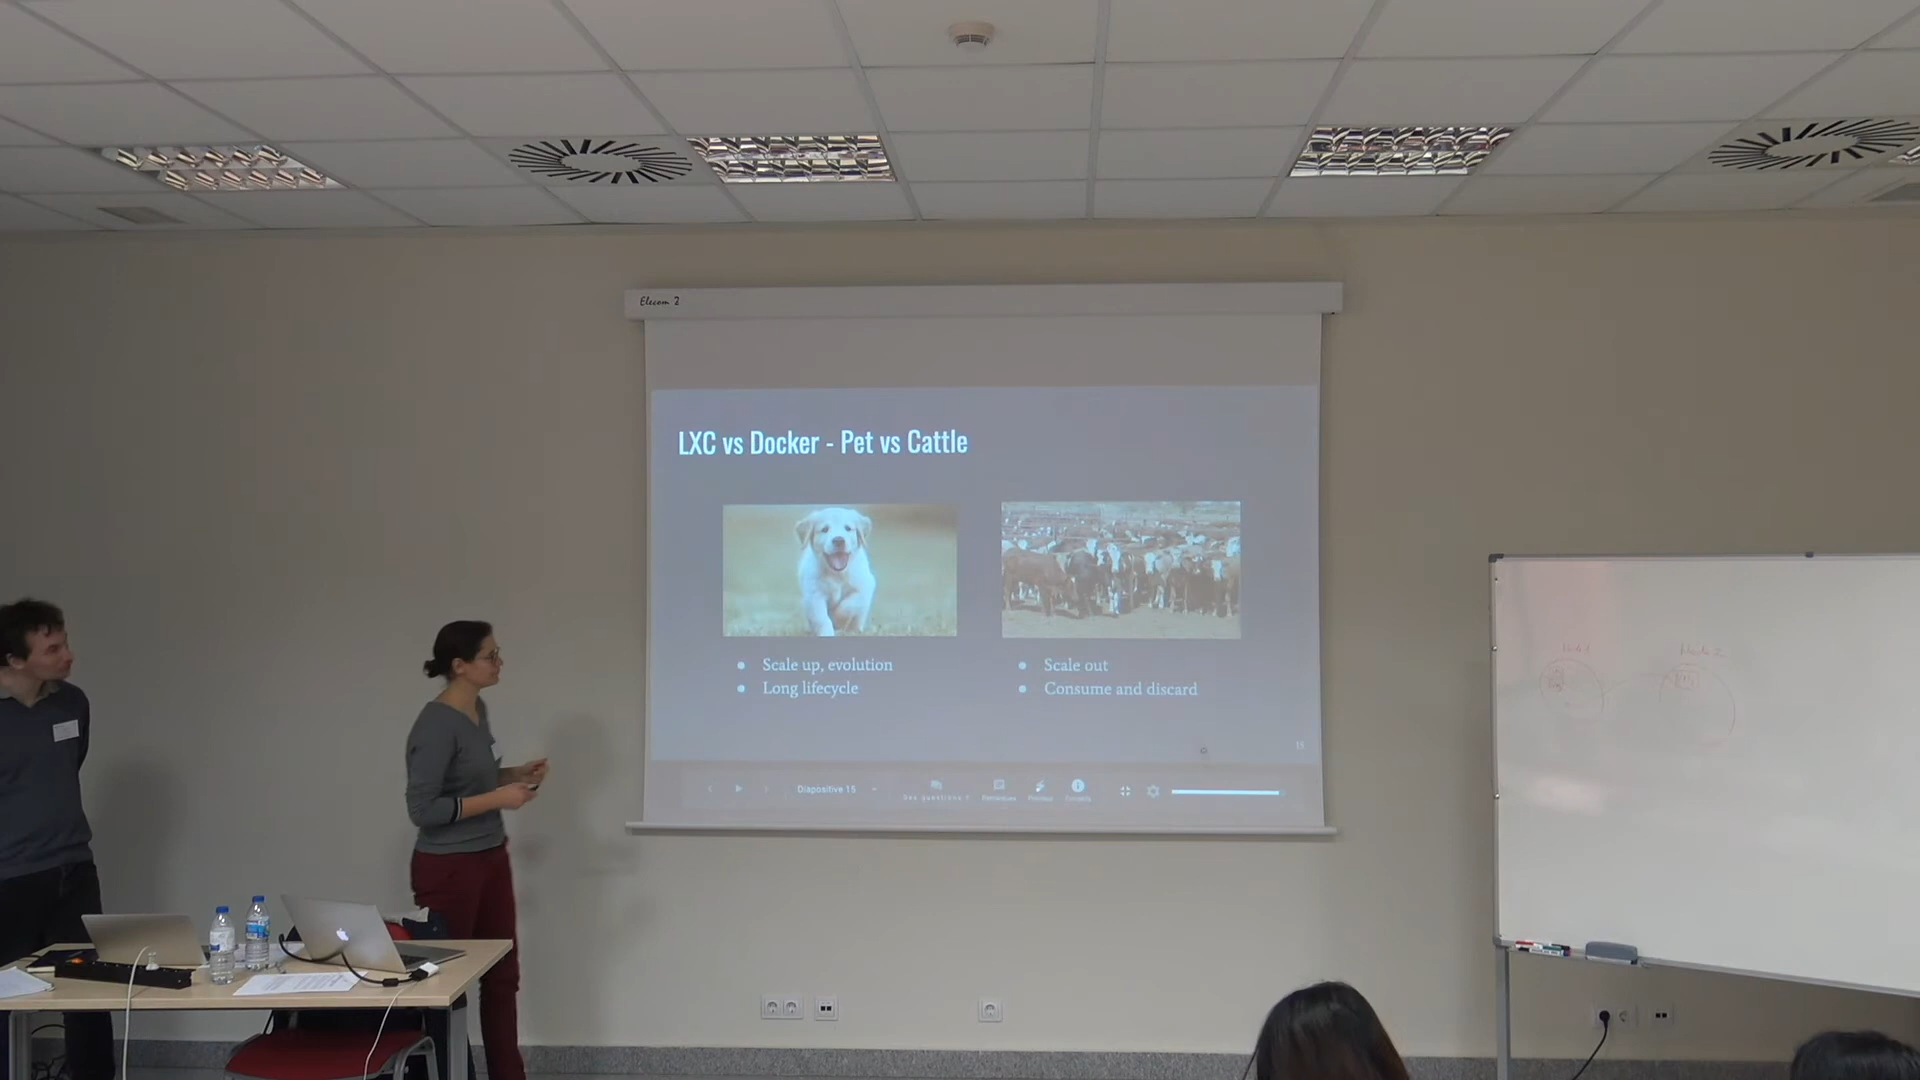 Elecom 2
LXC vs Docker - Pet vs Cattle
● Scale up, evolution
● Long lifecycle
● Scale out
● Consume and discard
15
Diapositive 15